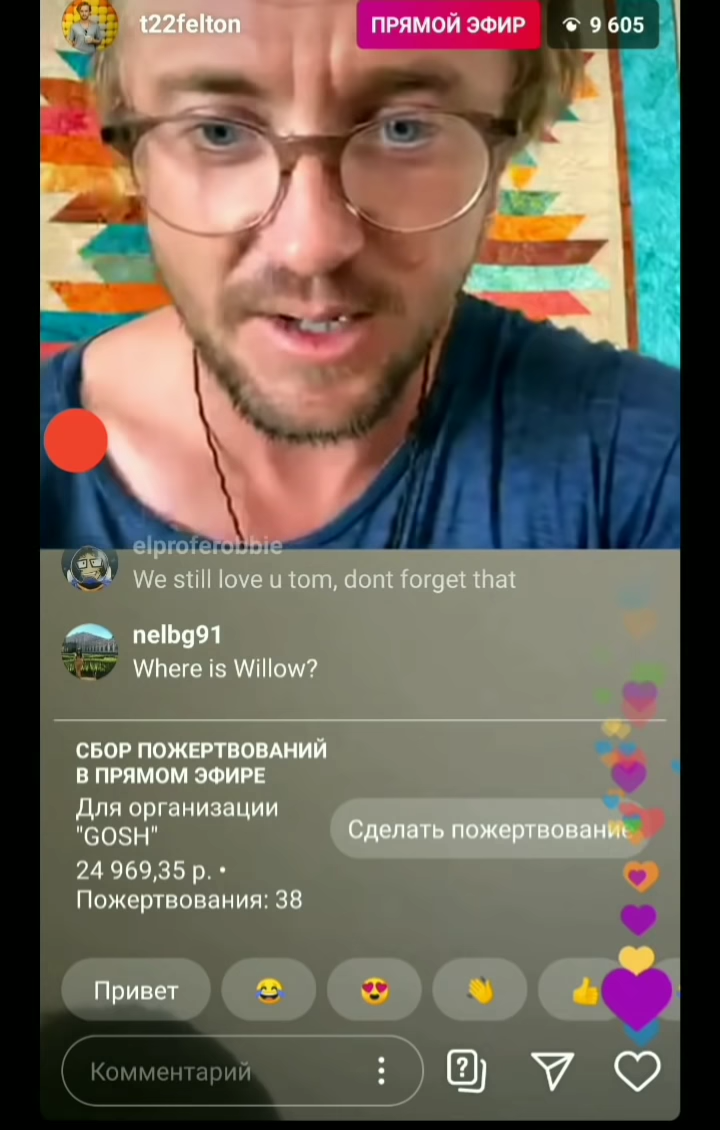 t22felton
ПРЯМОЙ ЭФИР
9 605
elproferobbie
We still love u tom, dont forget that
nelbg91
Where is Willow?
СБОР ПОЖЕРТВОВАНИЙ
В ПРЯМОМ ЭФИРЕ
Для организации
"GOSH"
Сделать пожертвование
24 969,35 р. •
Пожертвования: 38
Привет
Комментарий